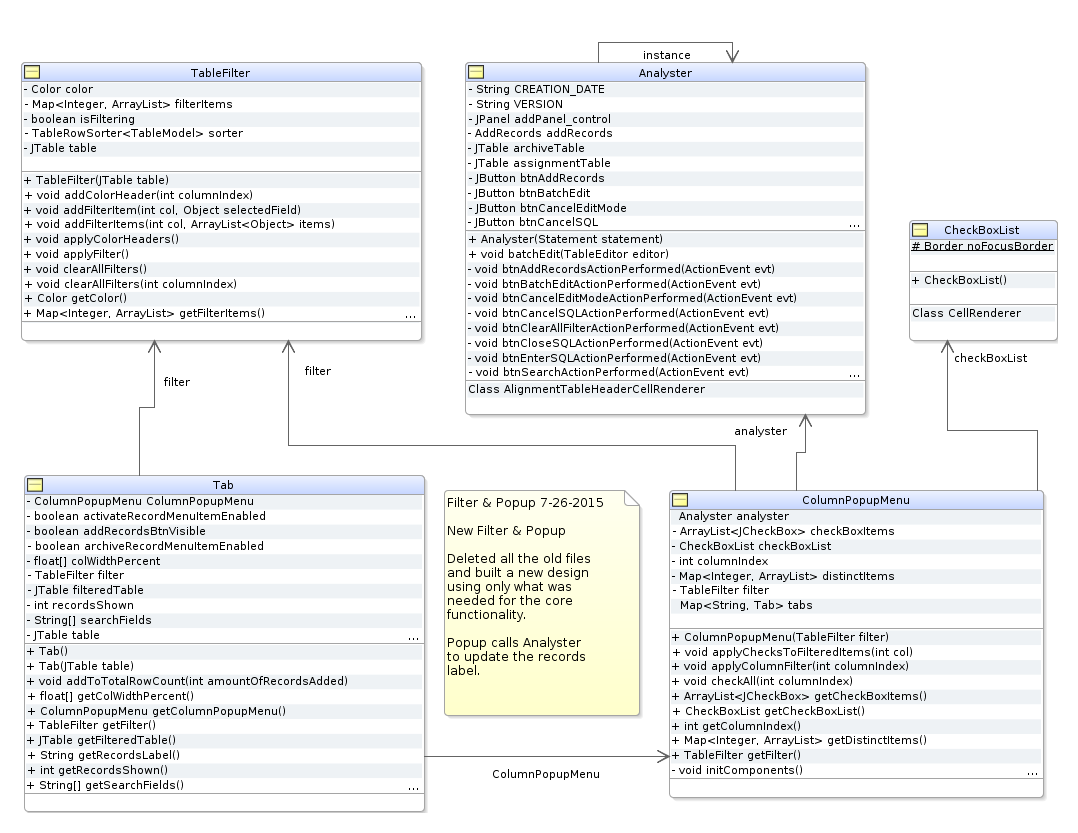 instance
TableFilter
- Color color
- Map<Integer, ArrayList> filterItems
- boolean isFiltering
- TableRowSorter<TableModel> sorter
- JTable table
+ TableFilter(JTable table)
+ void addColorHeader(int columnIndex)
+ void addFilterItem(int col, Object selectedField)
+ void addFilterItems(int col, ArrayList<Object> items)
+ void applyColorHeaders()
+ void applyFilter()
+ void clearAllFilters()
+ void clearAllFilters(int columnIndex)
+ Color getColor()
+ Map<Integer, ArrayList> getFilterItems()
...
Analyster
- String CREATION_DATE
- String VERSION
- JPanel addPanel_control
- AddRecords addRecords
- JTable archiveTable
- JTable assignmentTable
- JButton btnAddRecords
- JButton btnBatchEdit
- JButton btnCancelEditMode
- JButton btnCancelSQL
...
+ Analyster(Statement statement)
+ void batchEdit(TableEditor editor)
- void btnAddRecordsActionPerformed(ActionEvent evt)
- void btnBatchEditActionPerformed(ActionEvent evt)
- void btnCancelEditModeActionPerformed(ActionEvent evt)
- void btnCancelSQLActionPerformed(ActionEvent evt)
- void btnClearAllFilterActionPerformed(ActionEvent evt)
- void btnCloseSQLActionPerformed(ActionEvent evt)
- void btnEnterSQLActionPerformed(ActionEvent evt)
- void btnSearchActionPerformed(ActionEvent evt)
...
Class AlignmentTableHeaderCellRenderer
CheckBoxList
# Border noFocusBorder
+ CheckBoxList()
Class CellRenderer
filter
filter
analyster
checkBoxList
Tab
- ColumnPopupMenu ColumnPopupMenu
- boolean activateRecordMenuItemEnabled
- boolean addRecordsBtnVisible
- boolean archiveRecordMenuItemEnabled
- float[] colWidthPercent
- TableFilter filter
- JTable filteredTable
- int recordsShown
- String[] searchFields
- JTable table
...
+ Tab()
+ Tab(JTable table)
+ void addToTotalRowCount(int amountOfRecordsAdded)
+ float[] getColWidthPercent()
+ ColumnPopupMenu getColumnPopupMenu()
+ TableFilter getFilter()
+ JTable getFilteredTable()
+ String getRecordsLabel()
+ int getRecordsShown()
+ String[] getSearchFields()
...
Filter & Popup 7-26-2015
New Filter & Popup
Deleted all the old files
and built a new design
using only what was
needed for the core
functionality.
Popup calls Analyster
to update the records
label.
ColumnPopupMenu
ColumnPopupMenu
Analyster analyster
- ArrayList<JCheckBox> checkBoxItems
- CheckBoxList checkBoxList
- int columnIndex
- Map<Integer, ArrayList> distinctItems
- TableFilter filter
Map<String, Tab> tabs
+ ColumnPopupMenu(TableFilter filter)
+ void applyChecksToFilteredItems(int col)
+ void applyColumnFilter(int columnIndex)
+ void checkAll(int columnIndex)
+ ArrayList<JCheckBox> getCheckBoxItems()
+ CheckBoxList getCheckBoxList()
+ int getColumnIndex()
+ Map<Integer, ArrayList> getDistinctItems()
+ TableFilter getFilter()
- void initComponents()
...